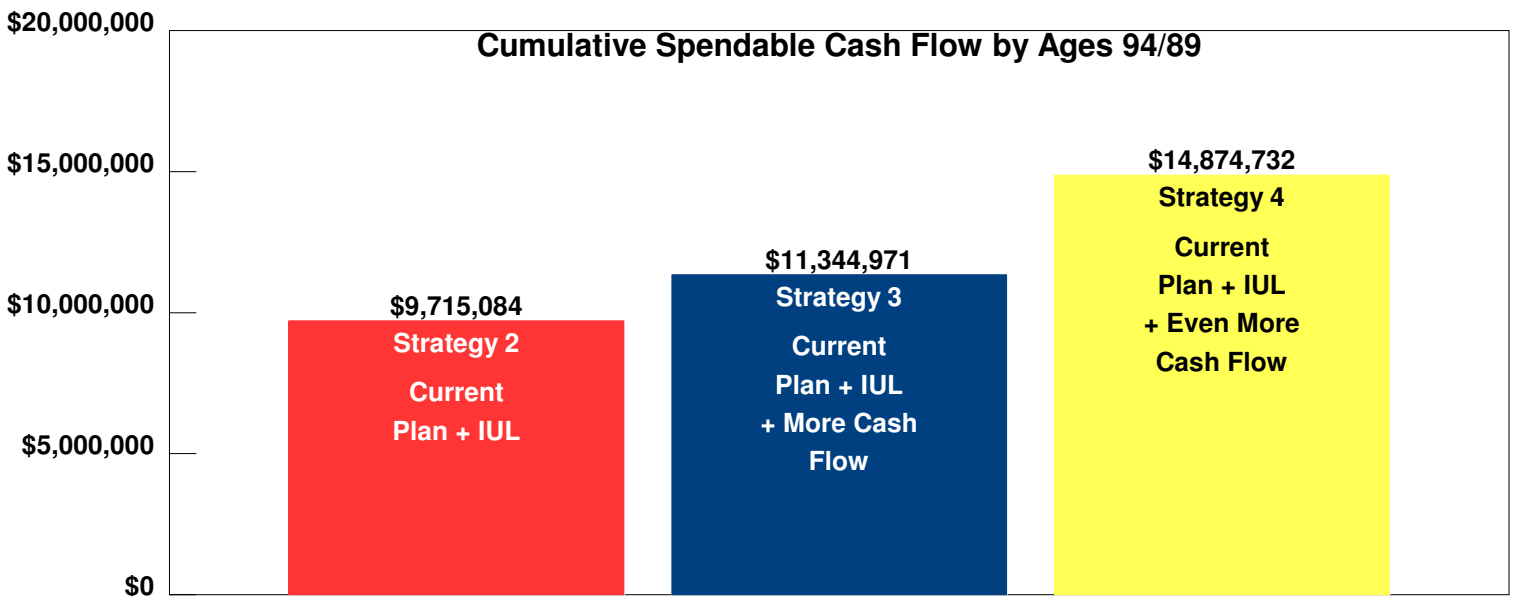 Cumulative Spendable Cash Flow by Ages 94/89
$20,000,000
$15,000,000
$10,000,000
$5,000,000
$0
$9,715,084
Strategy 2
Current
Plan + IUL
$11,344,971
Strategy 3
Current
Plan + IUL
+ More Cash
Flow
$14,874,732
Strategy 4
Current
Plan + IUL
+ Even More
Cash Flow